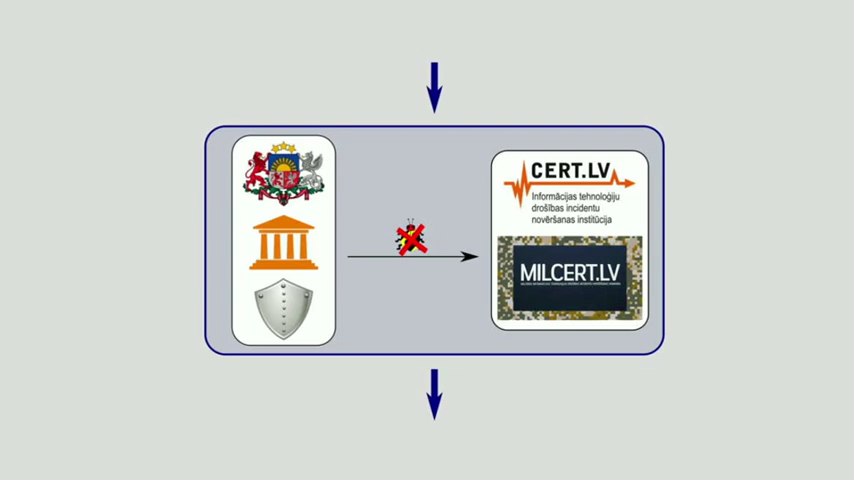 CERT.LV
Informācijas tehnoloģiju
drošības incidentu
novēršanas institūcija
MILCERT.LV